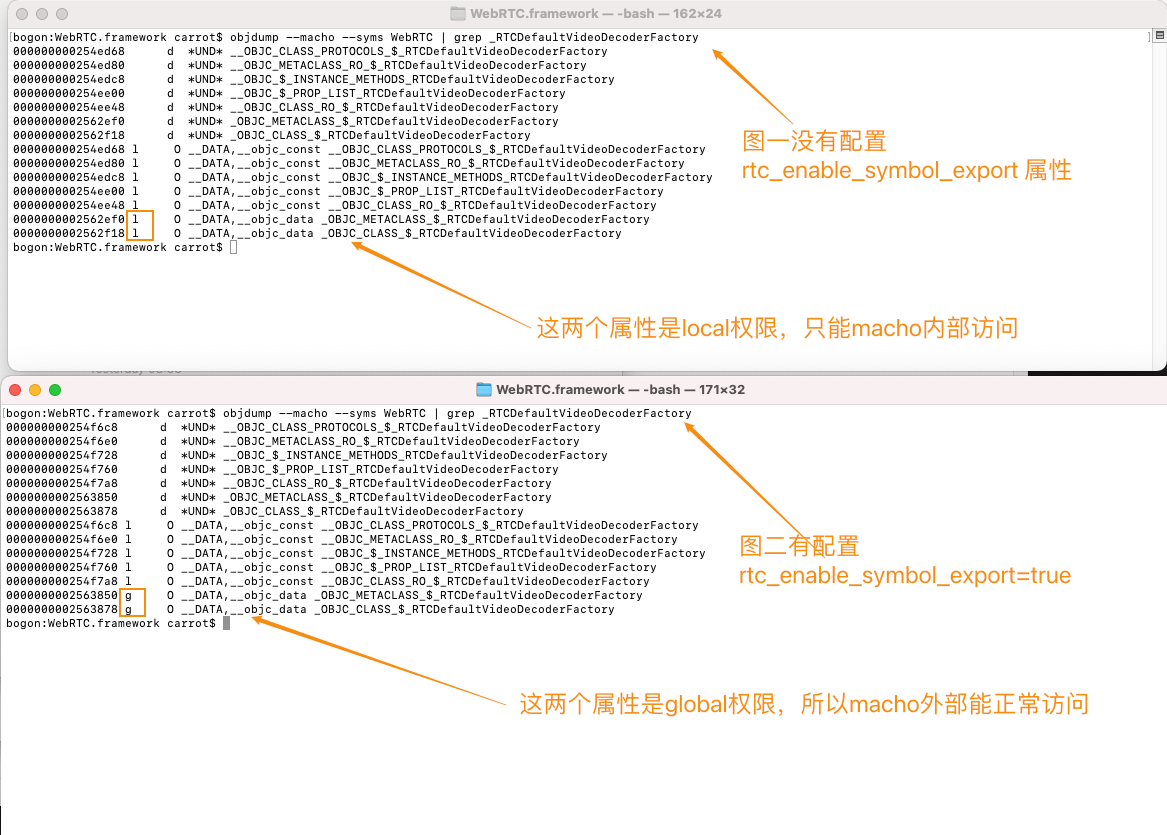 WebRTC.framework — -bash — 162×24
[bogon:WebRTC.framework carrot$ objdump --macho --syms WebRTC | grep _RTCDefaultVideoDecoderFactory ]
000000000254ed68 d *UND* __OBJC_CLASS_PROTOCOLS_$_RTCDefaultVideoDecoderFactory
000000000254ed80 d *UND* __OBJC_METACLASS_RO_$_RTCDefaultVideoDecoderFactory
000000000254edc8 d *UND* __OBJC_$_INSTANCE_METHODS_RTCDefaultVideoDecoderFactory
000000000254ee00 d *UND* __OBJC_$_PROP_LIST_RTCDefaultVideoDecoderFactory
000000000254ee48 d *UND* __OBJC_CLASS_RO_$_RTCDefaultVideoDecoderFactory
0000000002562ef0 d *UND* _OBJC_METACLASS_$_RTCDefaultVideoDecoderFactory
0000000002562f18 d *UND* _OBJC_CLASS_$_RTCDefaultVideoDecoderFactory
000000000254ed68 l O __DATA,__objc_const __OBJC_CLASS_PROTOCOLS_$_RTCDefaultVideoDecoderFactory
000000000254ed80 l O __DATA,__objc_const __OBJC_METACLASS_RO_$_RTCDefaultVideoDecoderFactory
000000000254edc8 l O __DATA,__objc_const __OBJC_$_INSTANCE_METHODS_RTCDefaultVideoDecoderFactory
000000000254ee00 l O __DATA,__objc_const __OBJC_$_PROP_LIST_RTCDefaultVideoDecoderFactory
000000000254ee48 l O __DATA,__objc_const __OBJC_CLASS_RO_$_RTCDefaultVideoDecoderFactory
0000000002562ef0 l O __DATA,__objc_data _OBJC_METACLASS_$_RTCDefaultVideoDecoderFactory
0000000002562f18 l O __DATA,__objc_data _OBJC_CLASS_$_RTCDefaultVideoDecoderFactory
bogon:WebRTC.framework carrot$
图一没有配置
rtc_enable_symbol_export 属性
这两个属性是local权限，只能macho内部访问
WebRTC.framework — -bash — 171×32
[bogon:WebRTC.framework carrot$ objdump --macho --syms WebRTC | grep _RTCDefaultVideoDecoderFactory
000000000254f6c8 d *UND* __OBJC_CLASS_PROTOCOLS_$_RTCDefaultVideoDecoderFactory
000000000254f6e0 d *UND* __OBJC_METACLASS_RO_$_RTCDefaultVideoDecoderFactory
000000000254f728 d *UND* __OBJC_$_INSTANCE_METHODS_RTCDefaultVideoDecoderFactory
000000000254f760 d *UND* __OBJC_$_PROP_LIST_RTCDefaultVideoDecoderFactory
000000000254f7a8 d *UND* __OBJC_CLASS_RO_$_RTCDefaultVideoDecoderFactory
0000000002563850 d *UND* _OBJC_METACLASS_$_RTCDefaultVideoDecoderFactory
0000000002563878 d *UND* _OBJC_CLASS_$_RTCDefaultVideoDecoderFactory
000000000254f6c8 l O __DATA,__objc_const __OBJC_CLASS_PROTOCOLS_$_RTCDefaultVideoDecoderFactory
000000000254f6e0 l O __DATA,__objc_const __OBJC_METACLASS_RO_$_RTCDefaultVideoDecoderFactory
000000000254f728 l O __DATA,__objc_const __OBJC_$_INSTANCE_METHODS_RTCDefaultVideoDecoderFactory
000000000254f760 l O __DATA,__objc_const __OBJC_$_PROP_LIST_RTCDefaultVideoDecoderFactory
000000000254f7a8 l O __DATA,__objc_const __OBJC_CLASS_RO_$_RTCDefaultVideoDecoderFactory
0000000002563850 g O __DATA,__objc_data _OBJC_METACLASS_$_RTCDefaultVideoDecoderFactory
0000000002563878 g O __DATA,__objc_data _OBJC_CLASS_$_RTCDefaultVideoDecoderFactory
bogon:WebRTC.framework carrot$
图二有配置
rtc_enable_symbol_export=true
这两个属性是global权限，所以macho外部能正常访问